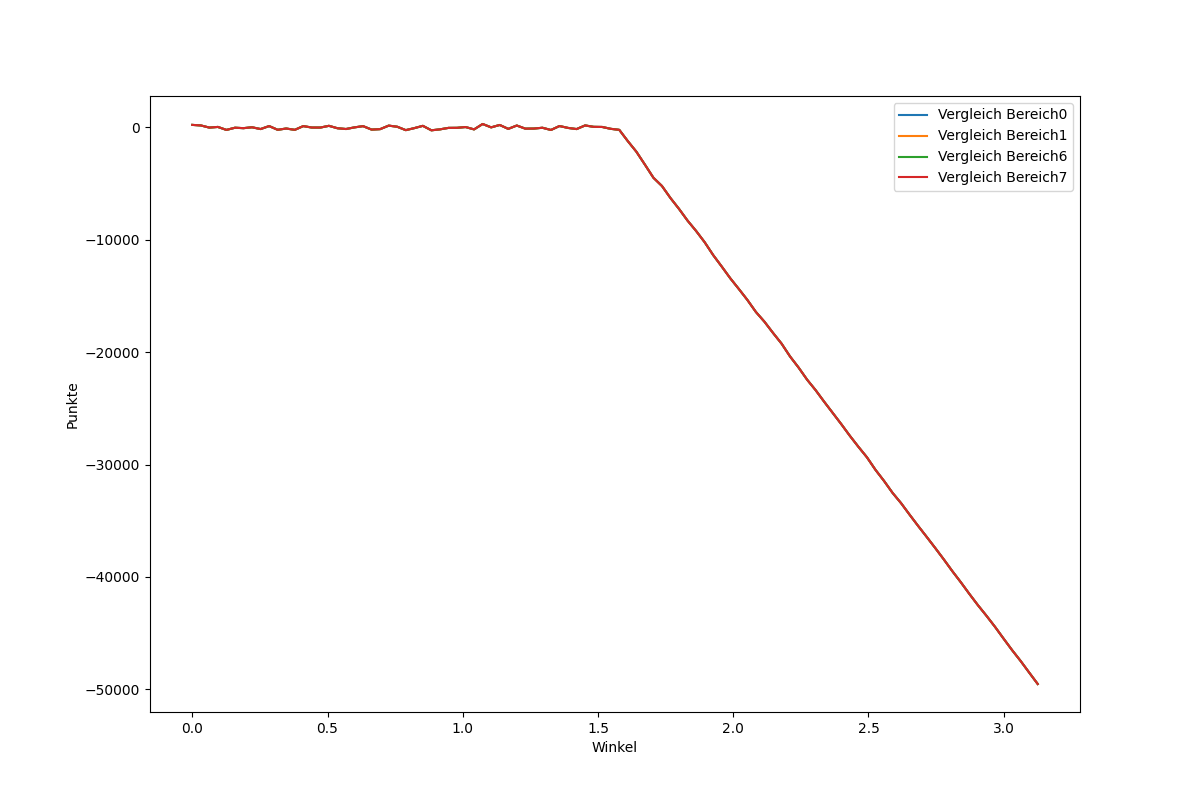 Vergleich Bereich0
Vergleich Bereich1
Vergleich Bereich6
Vergleich Bereich7
0
−10000
−20000
−30000
−40000
−50000
Punkte
0.0 0.5 1.0 1.5 2.0 2.5 3.0
Winkel